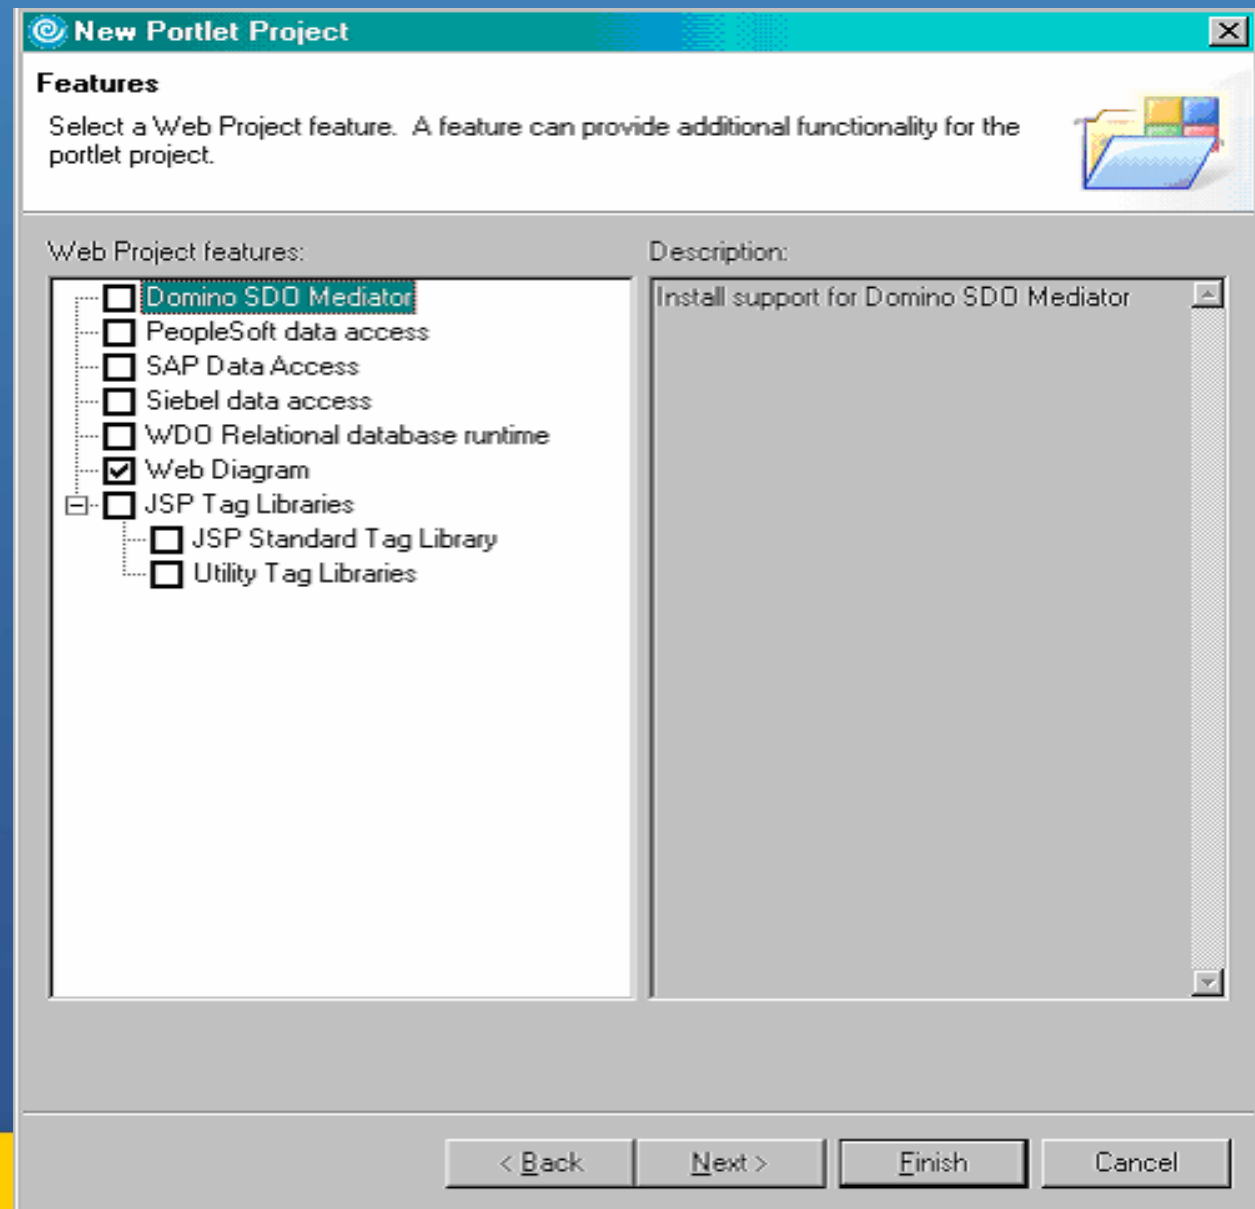 New Portlet Project
Features
Select a Web Project feature. A feature can provide additional functionality for the
portlet project.
Web Project features:
Description:
Domino SDO Mediator
Install support for Domino SDO Mediator
PeopleSoft data access
SAP Data Access
Siebel data access
WDO Relational database runtime
Web Diagram
JSP Tag Libraries
JSP Standard Tag Library
Utility Tag Libraries
< Back
Next >
Finish
Cancel